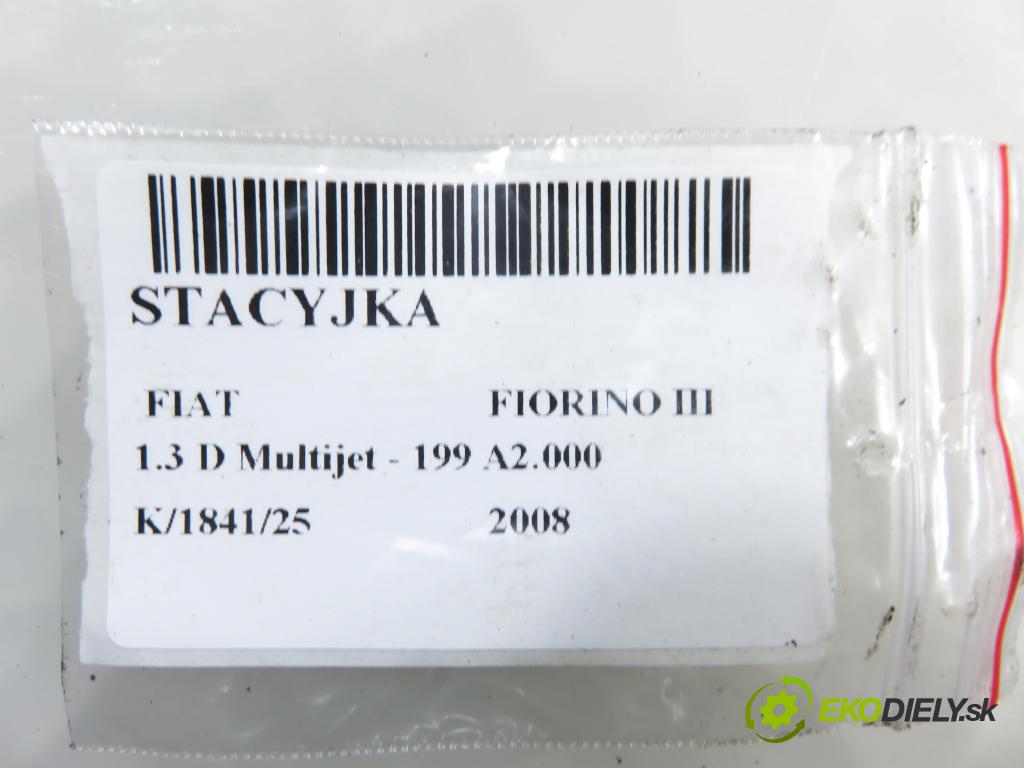 STACYJKA
FIAT FIORINO III
1.3 D Multijet - 199 A2.000
K/1841/25 2008
EKODIELY.sk